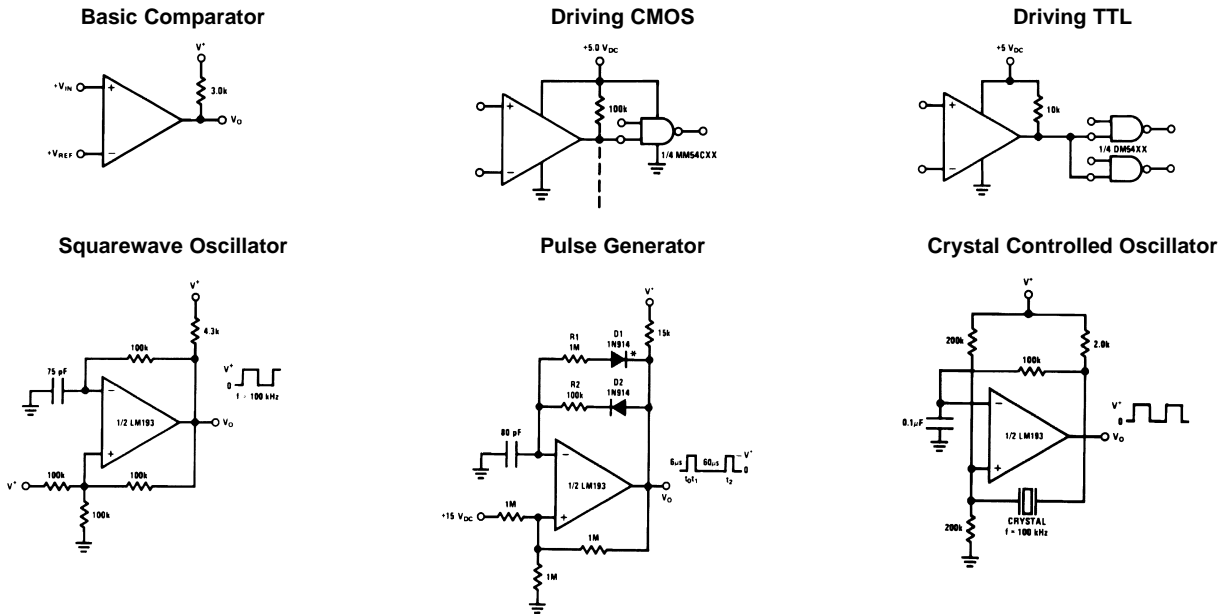 Basic Comparator
V+
+VIN
+
3.0k
VO
+VREF
−
Driving CMOS
+5.0 VDC
+
100k
−
1/4 MM54CXX
Driving TTL
+5 VDC
+
10k
−
1/4 DM54XX
Squarewave Oscillator
V+
4.3k
100k
75 pF
V+
0
−
1/2 LM193
VO
+
V+
100k
100k
100k
Pulse Generator
V+
15k
R1
1M
D1
1N914
*
R2
100k
D2
1N914
80 pF
−
1/2 LM193
6μs
60μs
V+
0
t0 t1
t2
VO
+15 VDC
1M
+
1M
1M
Crystal Controlled Oscillator
V+
200k
2.0k
100k
0.1μF
−
1/2 LM193
V+
0
VO
+
200k
CRYSTAL
f = 100 kHz